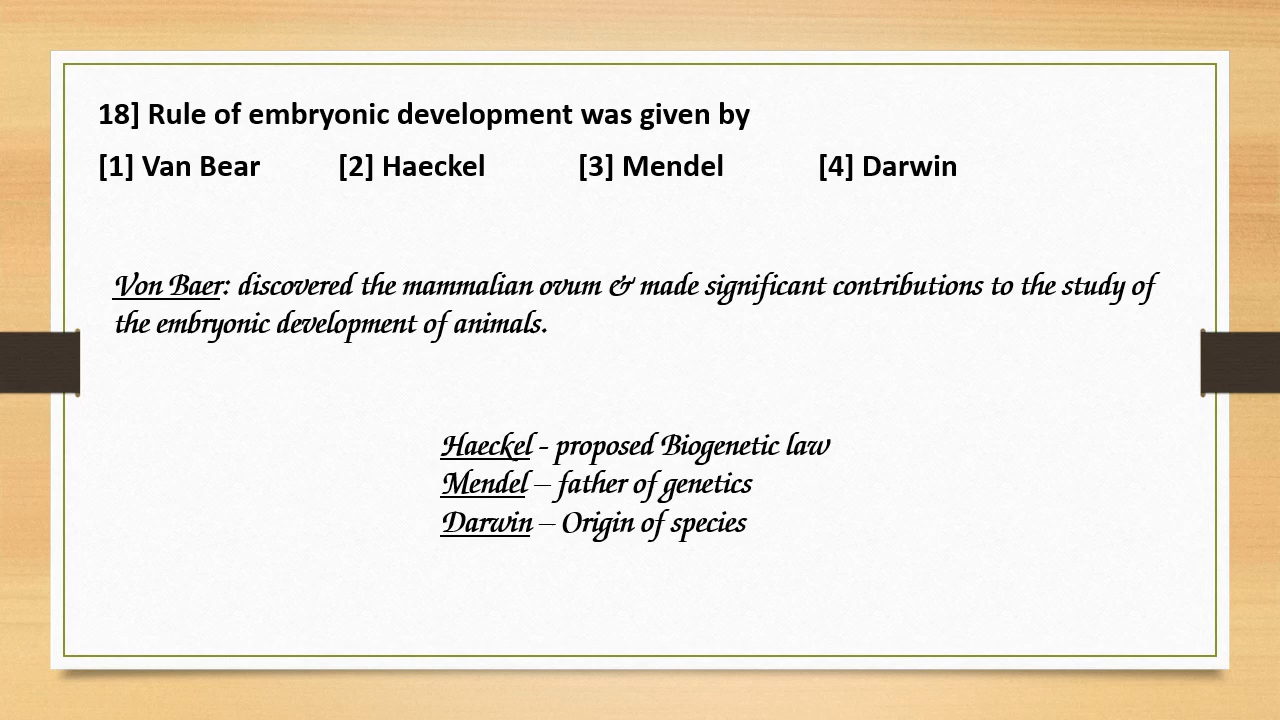 18] Rule of embryonic development was given by
[1] Van Bear [2] Haeckel [3] Mendel [4] Darwin
Von Baer: discovered the mammalian ovum & made significant contributions to the study of
the embryonic development of animals.
Haeckel - proposed Biogenetic law
Mendel – father of genetics
Darwin – Origin of species